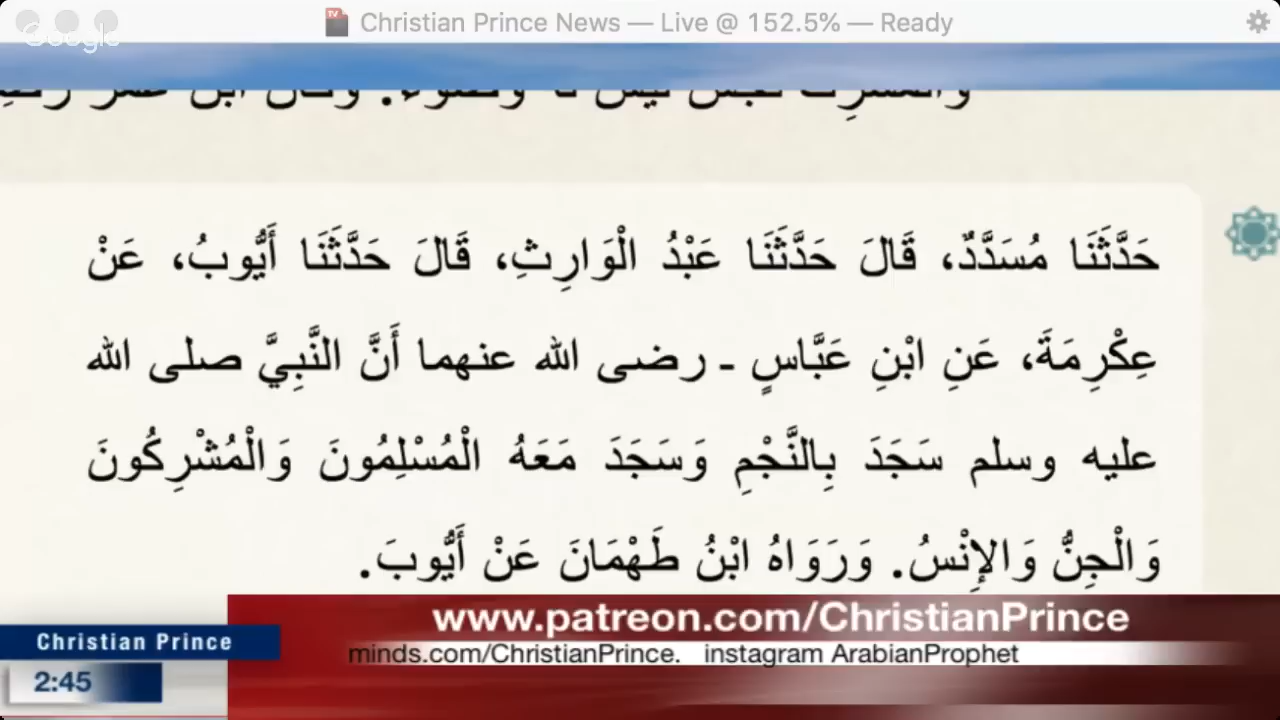 Christian Prince News — Live @ 152.5% — Ready
Google
حَدَّثَنَا مُسَدَّدٌ، قَالَ حَدَّثَنَا عَبْدُ الْوَارِثِ، قَالَ حَدَّثَنَا أَيُّوبُ، عَنْ
عِكْرِمَةَ، عَنِ ابْنِ عَبَّاسٍ ـ رضى الله عنهما أَنَّ النَّبِيَّ صلى الله
عليه وسلم سَجَدَ بِالنَّجْمِ وَسَجَدَ مَعَهُ الْمُسْلِمُونَ وَالْمُشْرِكُونَ
وَالْجِنُّ وَالإِنْسُ. وَرَوَاهُ ابْنُ طَهْمَانَ عَنْ أَيُّوبَ.
www.patreon.com/ChristianPrince
Christian Prince
minds.com/ChristianPrince. instagram ArabianProphet
2:45